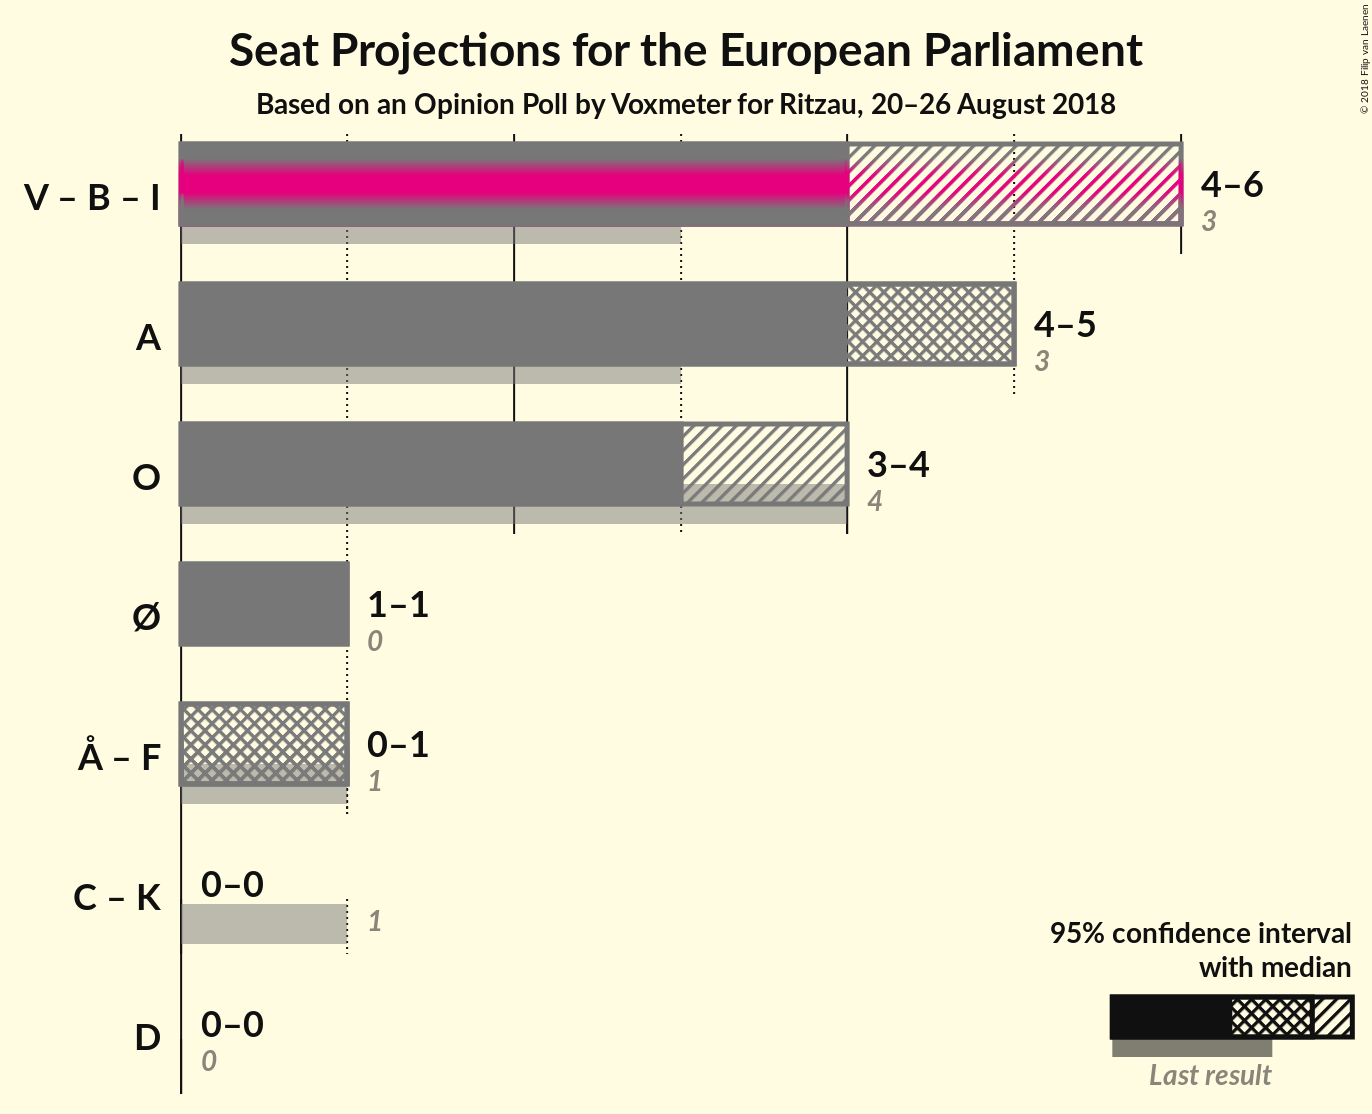 Seat Projections for the European Parliament
Based on an Opinion Poll by Voxmeter for Ritzau, 20–26 August 2018
© 2018 Filip van Laenen
V – B – I
4–6
3
A
4–5
3
O
3–4
4
Ø
1–1
0
Å – F
0–1
1
C – K
0–0
1
D
0–0
0
95% confidence interval
with median
Last result